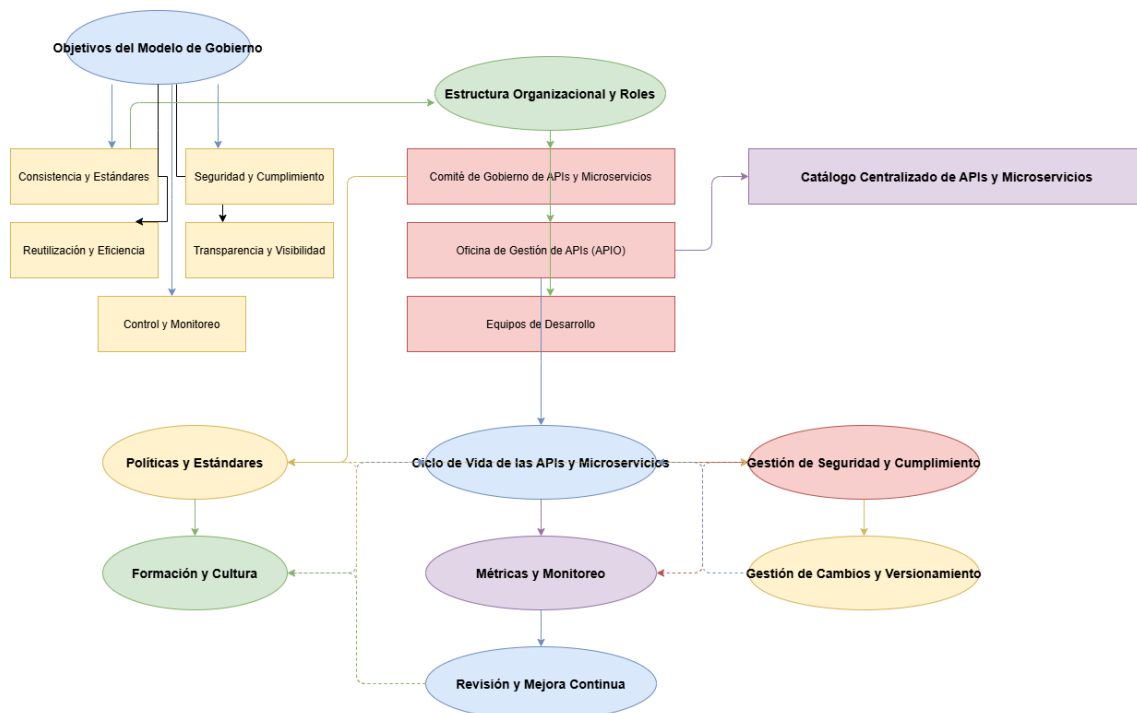 Objetivos del Modelo de Gobierno
Estructura Organizacional y Roles
Consistencia y Estándares
Seguridad y Cumplimiento
Comité de Gobierno de APIs y Microservicios
Catálogo Centralizado de APIs y Microservicios
Reutilización y Eficiencia
Transparencia y Visibilidad
Oficina de Gestión de APIs (APIO)
Control y Monitoreo
Equipos de Desarrollo
Políticas y Estándares
Ciclo de Vida de las APIs y Microservicios
Gestión de Seguridad y Cumplimiento
Formación y Cultura
Métricas y Monitoreo
Gestión de Cambios y Versionamiento
Revisión y Mejora Continua